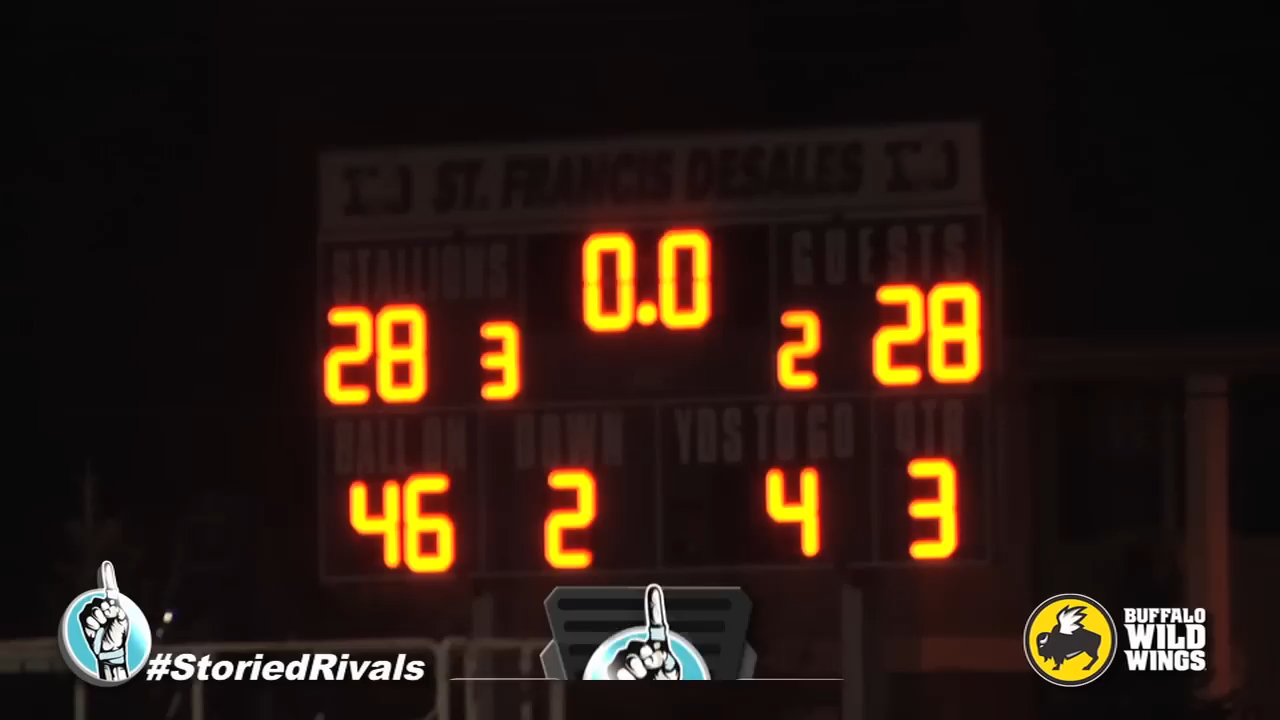 ST. FRANCIS DESALES
STALLIONS
0.0
GUESTS
28 3
2 28
BALL ON
DOWN
YDS TO GO
QTR
46
2
4
3
#StoriedRivals
BUFFALO
WILD
WINGS